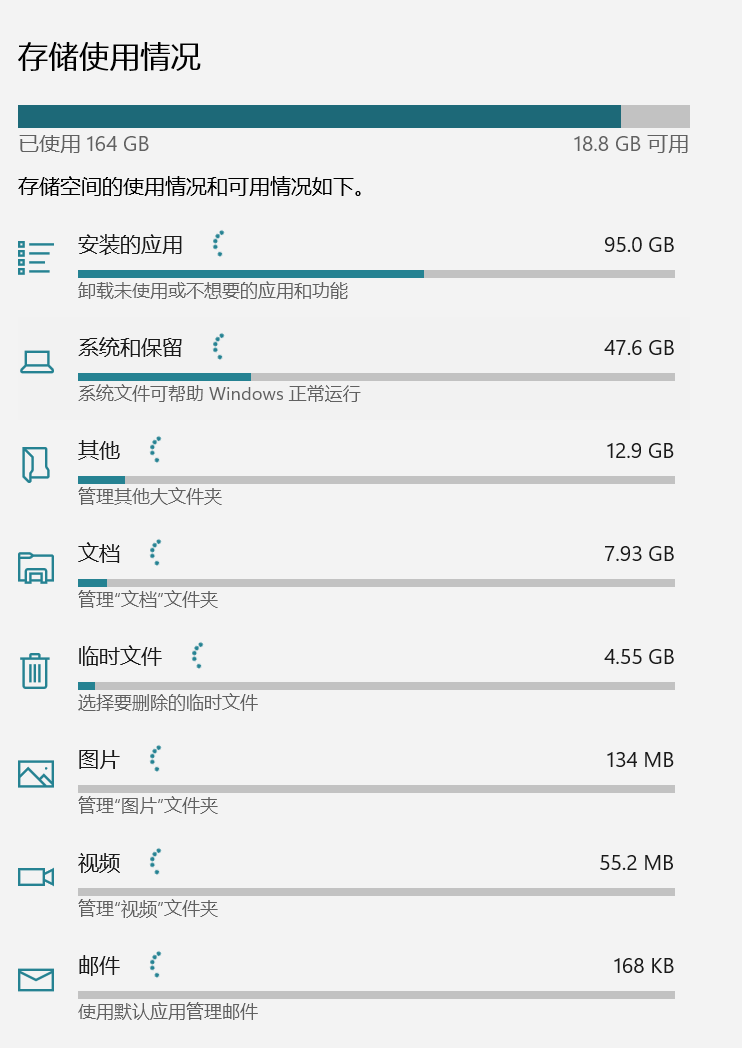 存储使用情况
已使用 164 GB
18.8 GB 可用
存储空间的使用情况和可用情况如下。
安装的应用
95.0 GB
卸载未使用或不想要的应用和功能
系统和保留
47.6 GB
系统文件可帮助 Windows 正常运行
其他
12.9 GB
管理其他大文件夹
文档
7.93 GB
管理“文档”文件夹
临时文件
4.55 GB
选择要删除的临时文件
图片
134 MB
管理“图片”文件夹
视频
55.2 MB
管理“视频”文件夹
邮件
168 KB
使用默认应用管理邮件